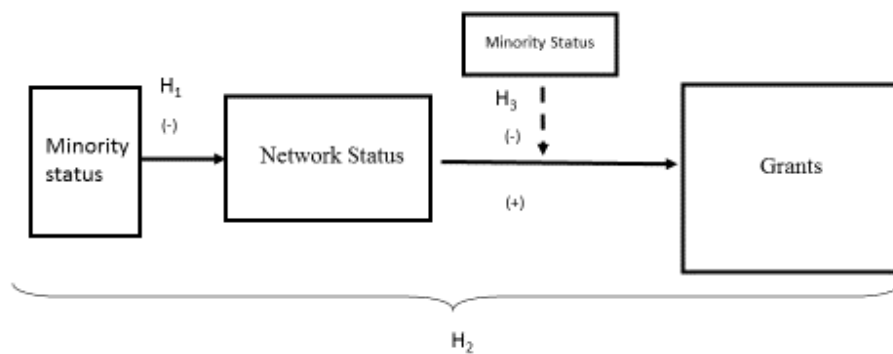 Minority Status
H₁
H₃
(-)
(-)
Minority
status
Network Status
Grants
(+)
H₂